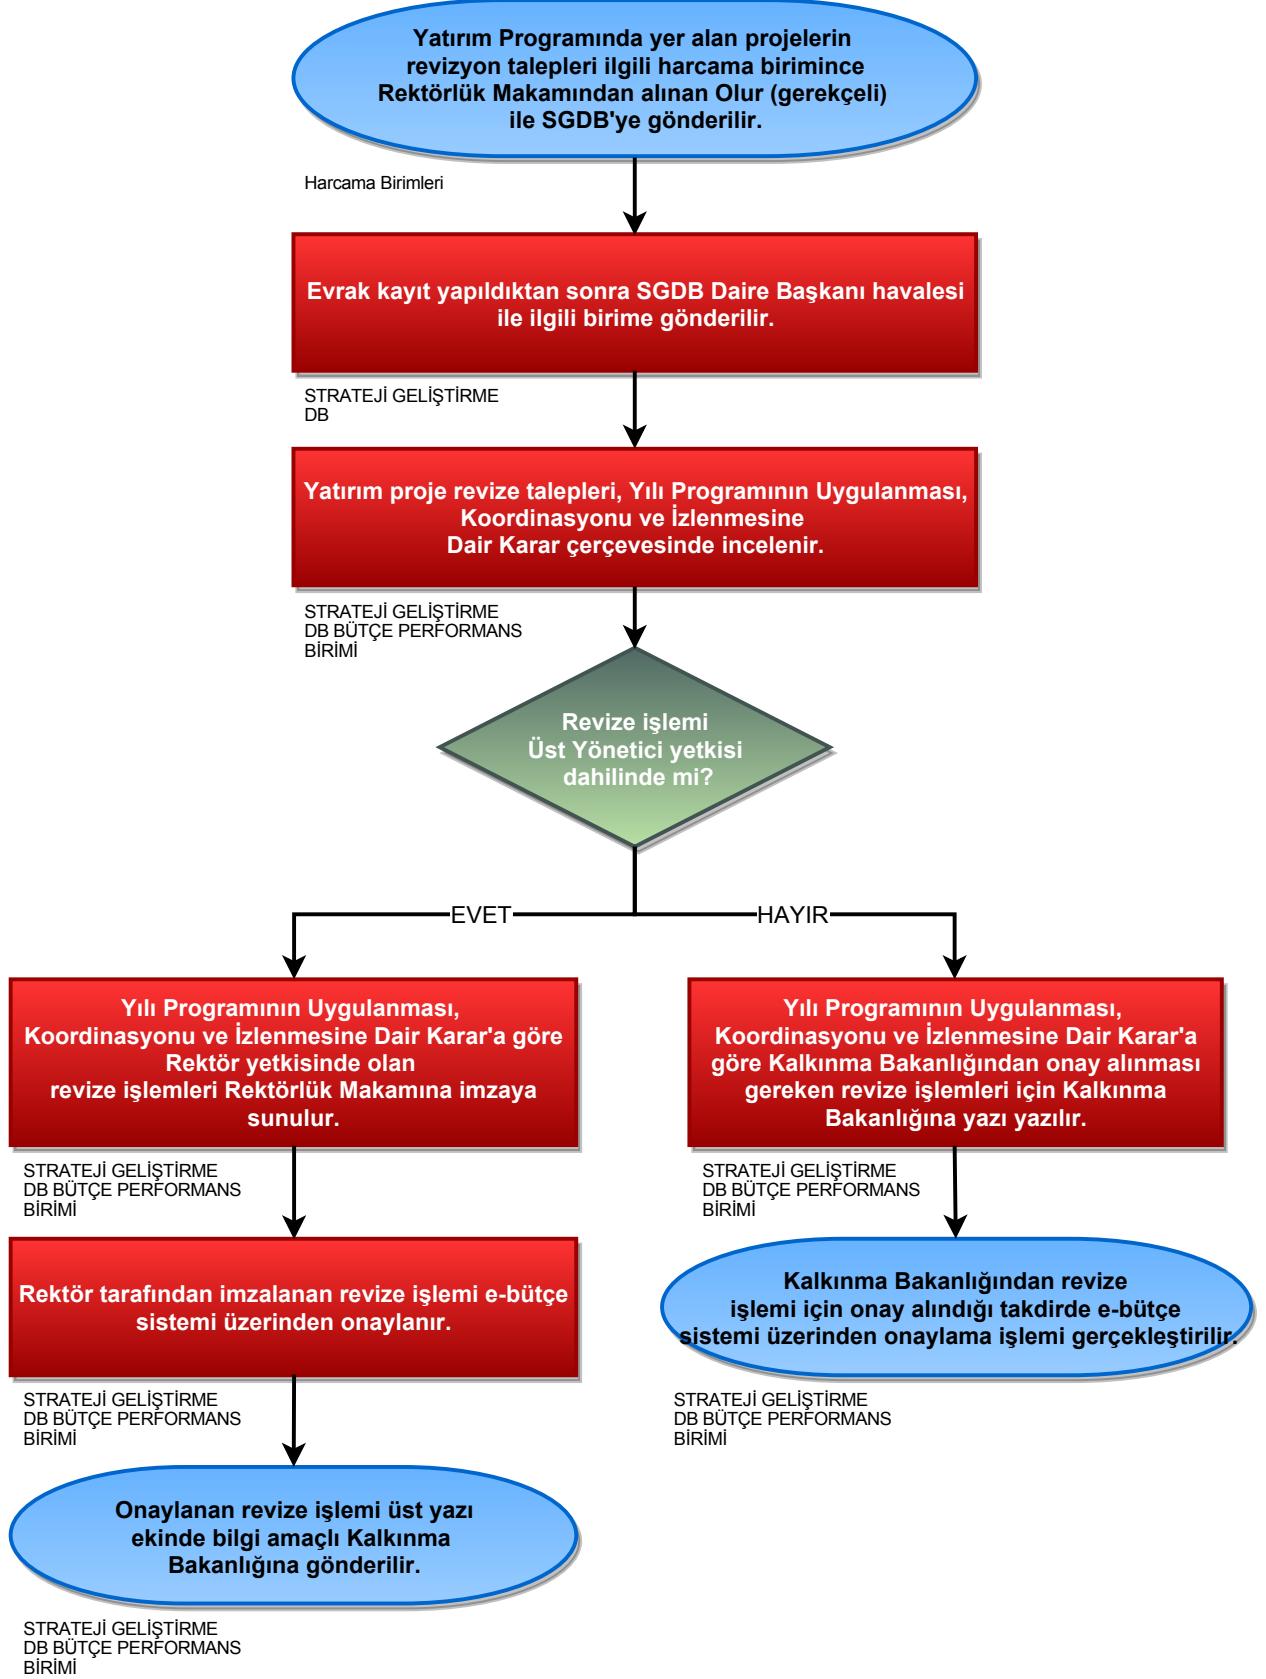 Yatırım Programında yer alan projelerin
revizyon talepleri ilgili harcama birimince
Rektörlük Makamından alınan Olur (gerekçeli)
ile SGDB'ye gönderilir.
Harcama Birimleri
Evrak kayıt yapıldıktan sonra SGDB Daire Başkanı havalesi
ile ilgili birime gönderilir.
STRATEJİ GELİŞTİRME
DB
Yatırım proje revize talepleri, Yılı Programının Uygulanması,
Koordinasyonu ve İzlenmesine
Dair Karar çerçevesinde incelenir.
STRATEJİ GELİŞTİRME
DB BÜTÇE PERFORMANS
BİRİMİ
Revize işlemi
Üst Yönetici yetkisi
dahilinde mi?
EVET
HAYIR
Yılı Programının Uygulanması,
Koordinasyonu ve İzlenmesine Dair Karar'a göre
Rektör yetkisinde olan
revize işlemleri Rektörlük Makamına imzaya
sunulur.
STRATEJİ GELİŞTİRME
DB BÜTÇE PERFORMANS
BİRİMİ
Yılı Programının Uygulanması,
Koordinasyonu ve İzlenmesine Dair Karar'a
göre Kalkınma Bakanlığından onay alınması
gereken revize işlemleri için Kalkınma
Bakanlığına yazı yazılır.
STRATEJİ GELİŞTİRME
DB BÜTÇE PERFORMANS
BİRİMİ
Rektör tarafından imzalanan revize işlemi e-bütçe
sistemi üzerinden onaylanır.
STRATEJİ GELİŞTİRME
DB BÜTÇE PERFORMANS
BİRİMİ
Kalkınma Bakanlığından revize
işlemi için onay alındığı takdirde e-bütçe
sistemi üzerinden onaylama işlemi gerçekleştirilir.
STRATEJİ GELİŞTİRME
DB BÜTÇE PERFORMANS
BİRİMİ
Onaylanan revize işlemi üst yazı
ekinde bilgi amaçlı Kalkınma
Bakanlığına gönderilir.
STRATEJİ GELİŞTİRME
DB BÜTÇE PERFORMANS
BİRİMİ